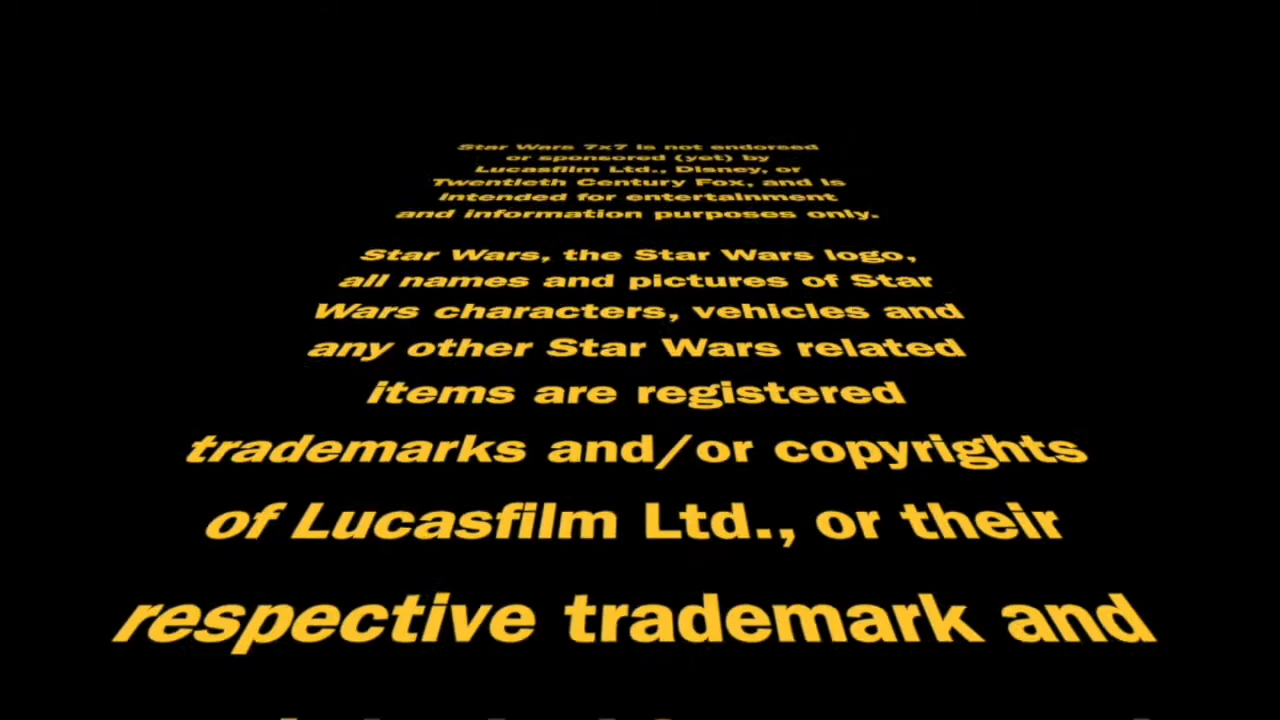 Star Wars 7x7 is not endorsed
or sponsored (yet) by
Lucasfilm Ltd., Disney, or
Twentieth Century Fox, and is
intended for entertainment
and information purposes only.
Star Wars, the Star Wars logo,
all names and pictures of Star
Wars characters, vehicles and
any other Star Wars related
items are registered
trademarks and/or copyrights
of Lucasfilm Ltd., or their
respective trademark and